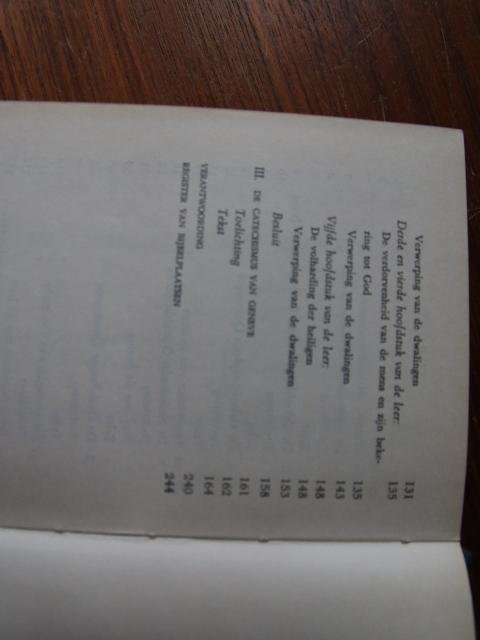 Verwerping van de dwalingen 131
Derde en vierde hoofdstuk van de leer: 135
De verdorvenheid van de mens en zijn beke-
ring tot God 135
Verwerping van de dwalingen 143
Vijfde hoofdstuk van de leer: 148
De volharding der heiligen 148
Verwerping van de dwalingen 153
Besluit 158
III. DE CATECHISMUS VAN GENEVE 161
Toelichting 162
Tekst 164
VERANTWOORDING 240
REGISTER VAN BIJBELPLAATSEN 244